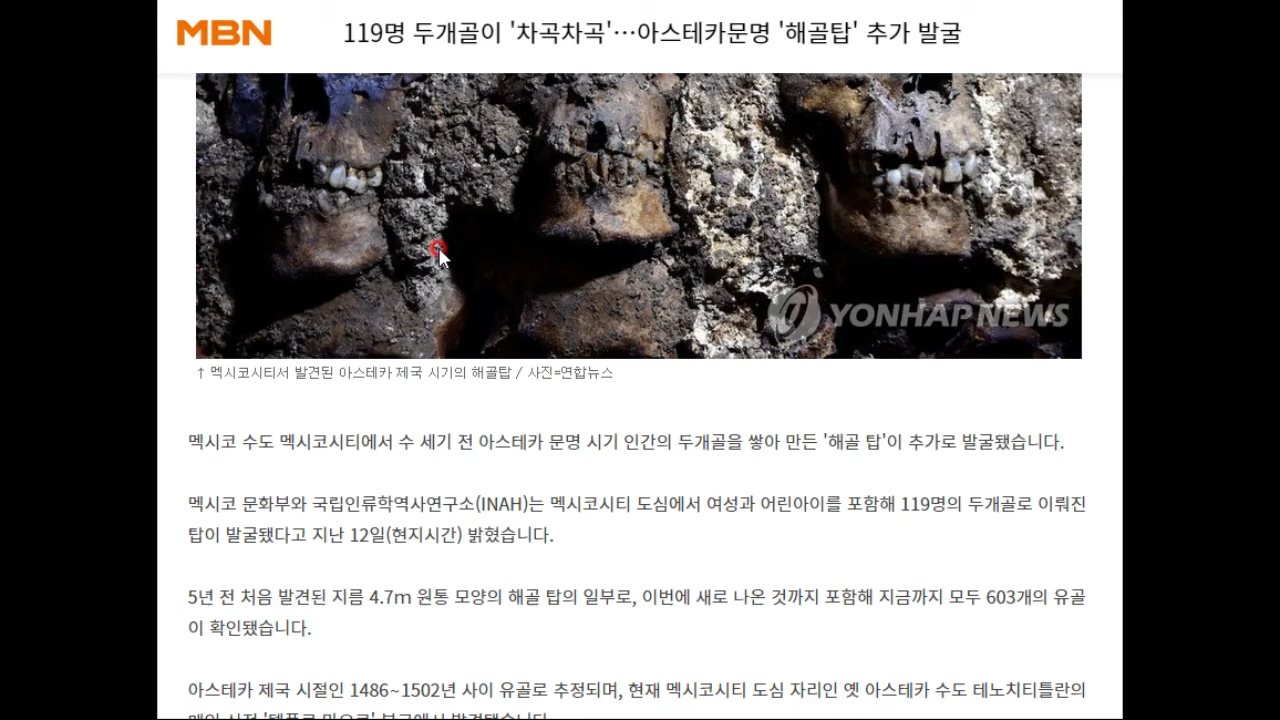 MBN
119명 두개골이 '차곡차곡'…아스테카문명 '해골탑' 추가 발굴
YONHAP NEWS
↑ 멕시코시티서 발견된 아스테카 제국 시기의 해골탑 / 사진=연합뉴스
멕시코 수도 멕시코시티에서 수 세기 전 아스테카 문명 시기 인간의 두개골을 쌓아 만든 '해골 탑'이 추가로 발굴됐습니다.
멕시코 문화부와 국립인류학역사연구소(INAH)는 멕시코시티 도심에서 여성과 어린아이를 포함해 119명의 두개골로 이뤄진
탑이 발굴됐다고 지난 12일(현지시간) 밝혔습니다.
5년 전 처음 발견된 지름 4.7m 원통 모양의 해골 탑의 일부로, 이번에 새로 나온 것까지 포함해 지금까지 모두 603개의 유골
이 확인됐습니다.
아스테카 제국 시절인 1486~1502년 사이 유골로 추정되며, 현재 멕시코시티 도심 자리인 옛 아스테카 수도 테노치티틀란의